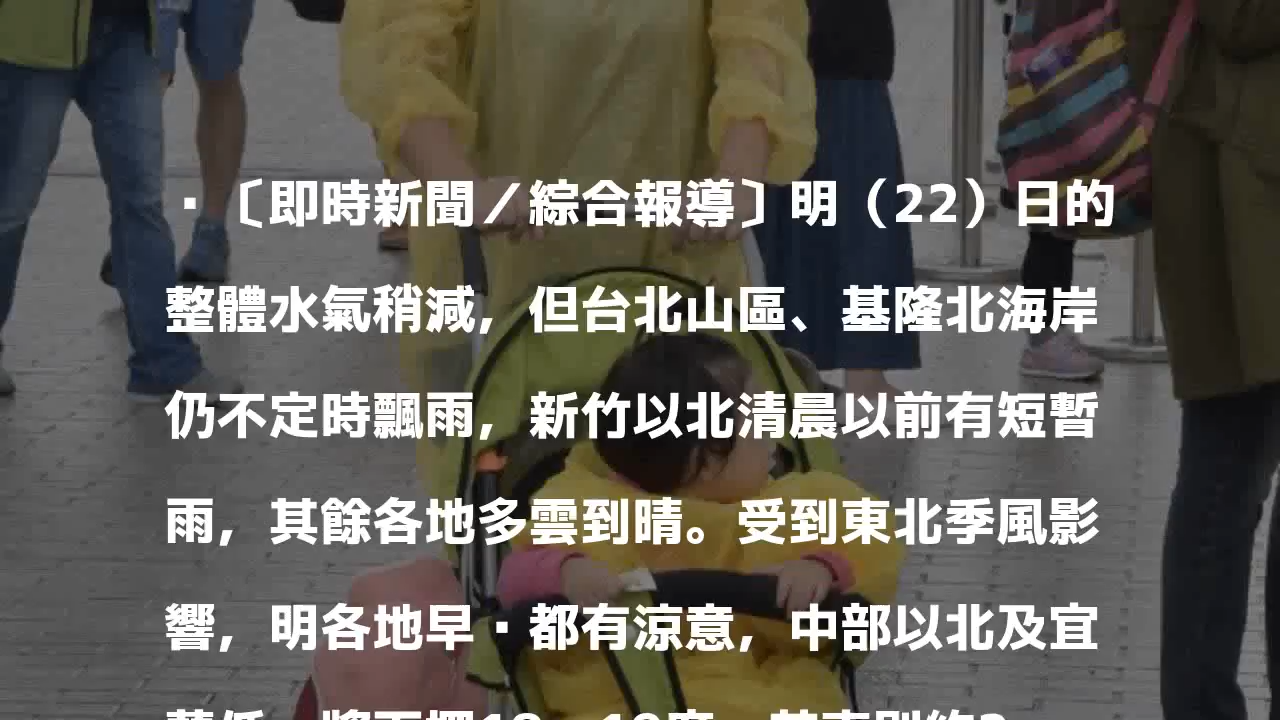 ·〔即時新聞／綜合報導〕明（22）日的
整體水氣稍減，但台北山區、基隆北海岸
仍不定時飄雨，新竹以北清晨以前有短暫
雨，其餘各地多雲到晴。受到東北季風影
響，明各地早·都有涼意，中部以北及宜